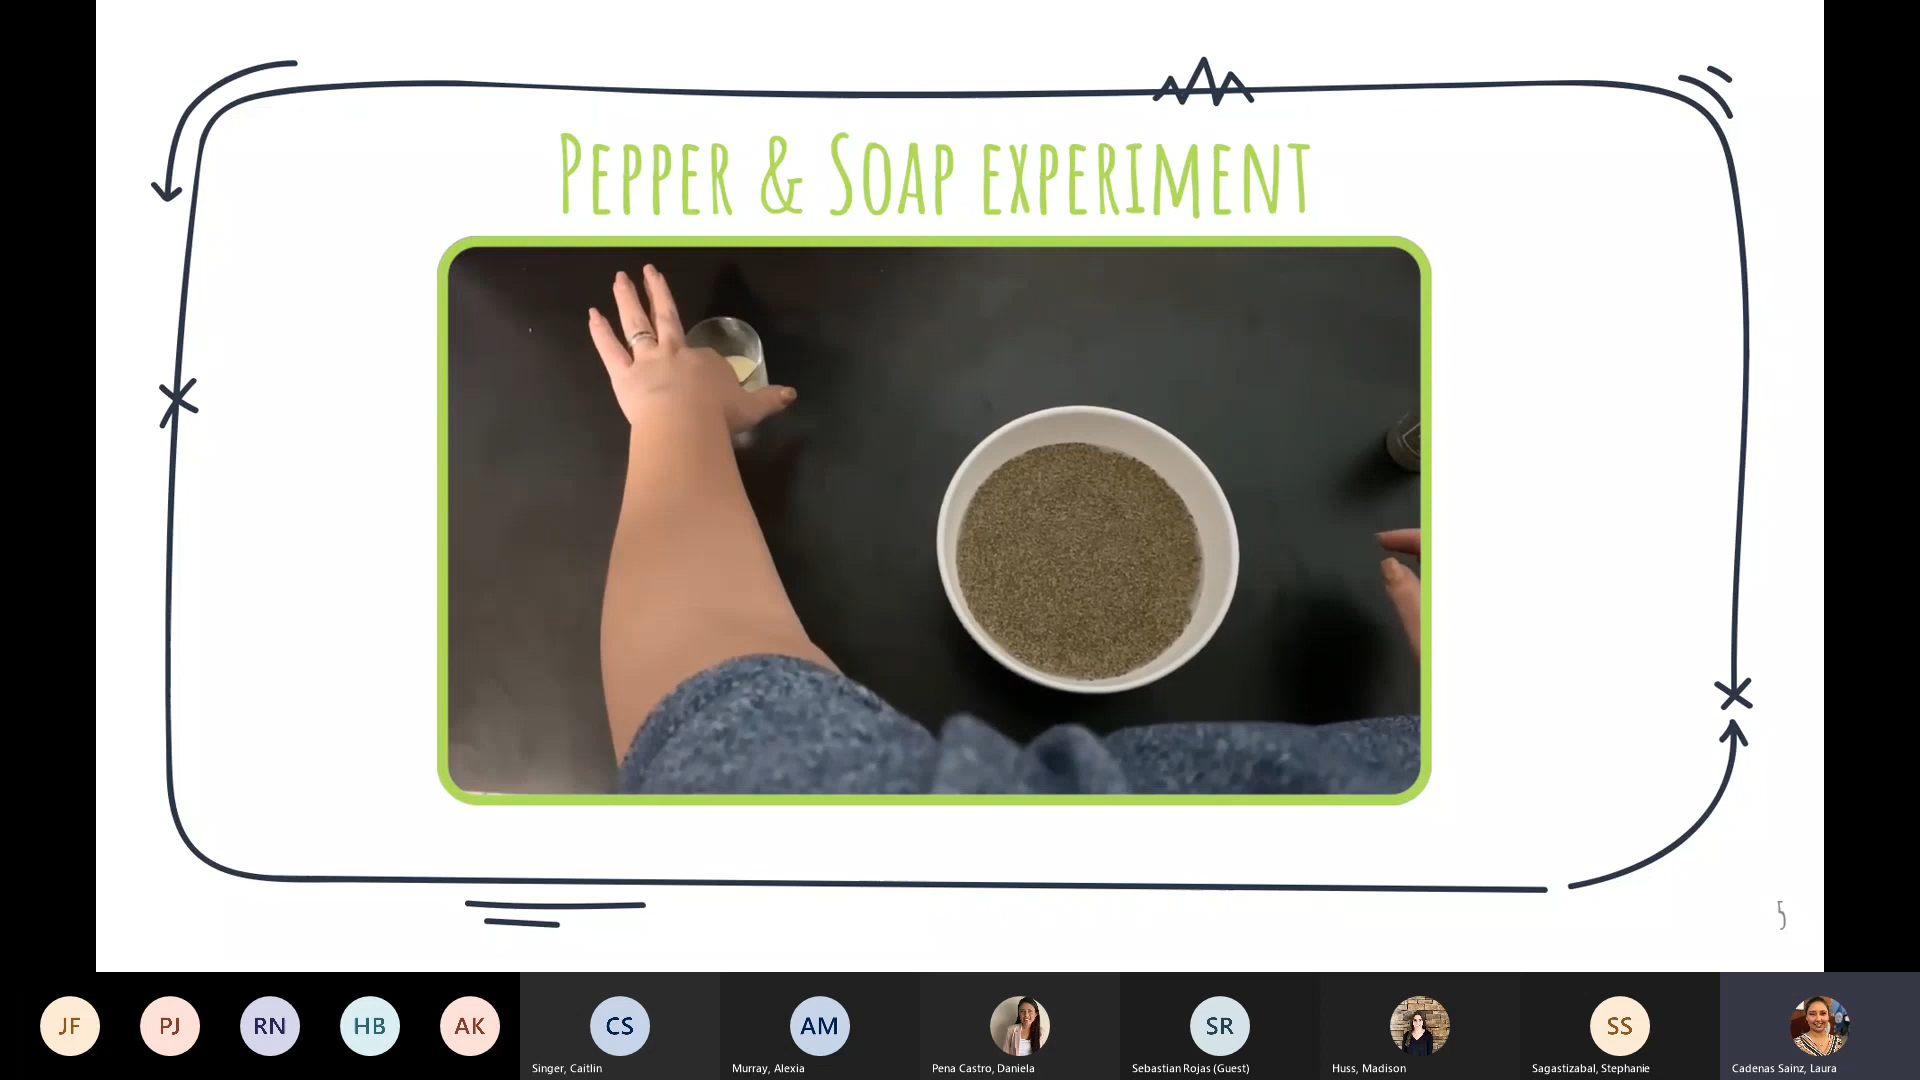 Pepper & Soap experiment
5
JF
PJ
RN
HB
AK
CS
AM
SR
SS
Singer, Caitlin
Murray, Alexia
Pena Castro, Daniela
Sebastian Rojas (Guest)
Huss, Madison
Sagastizabal, Stephanie
Cadenas Sainz, Laura